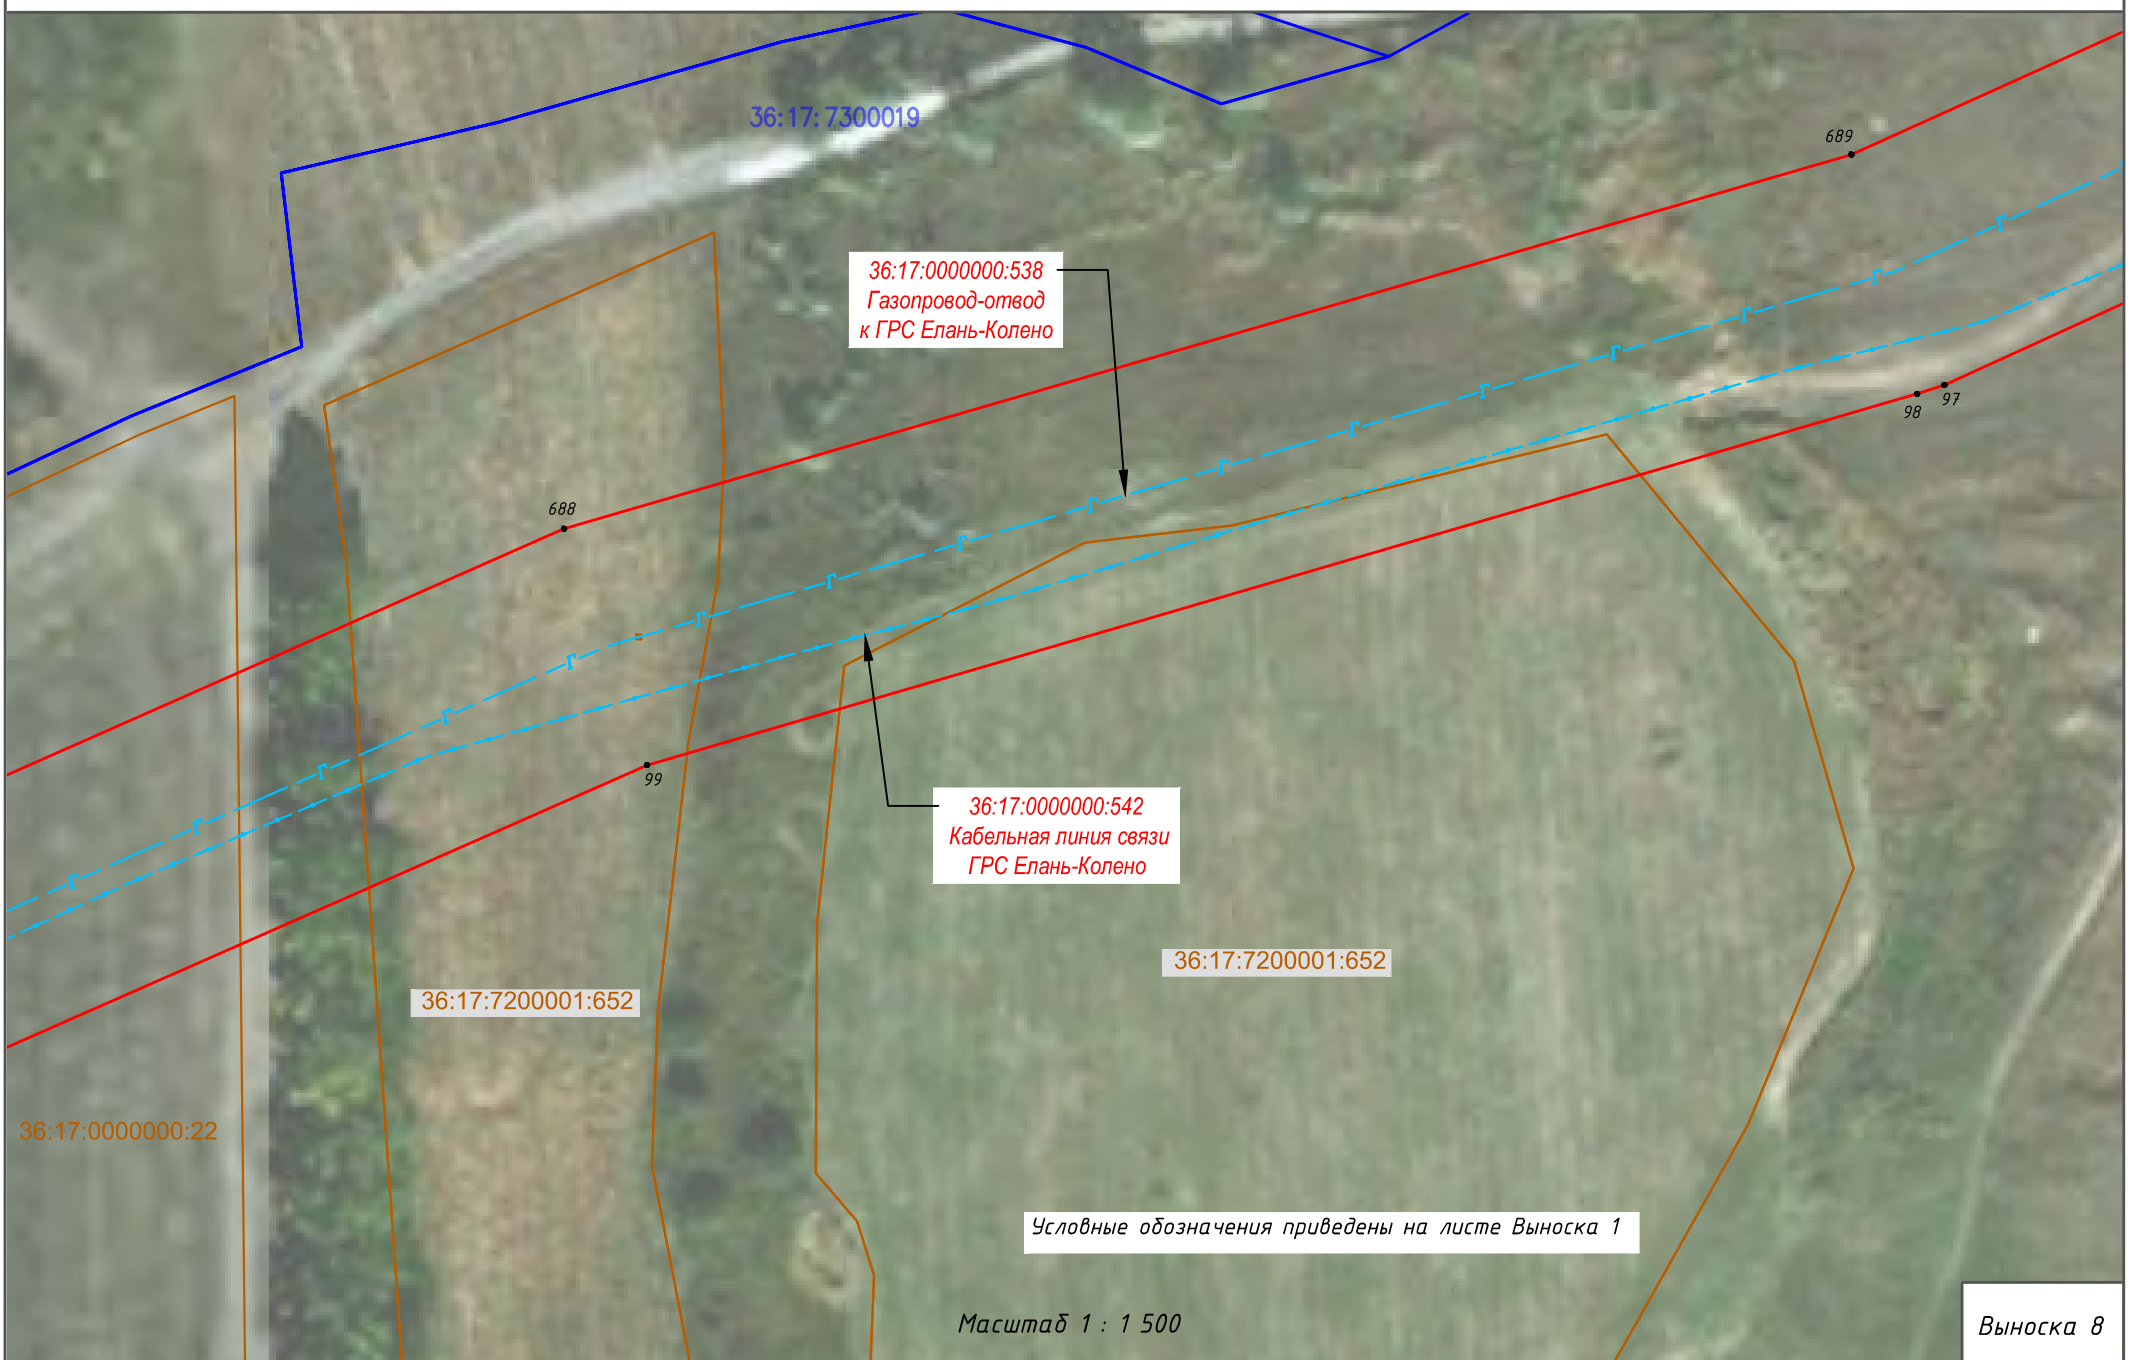 36:17:7300019
689
36:17:0000000:538
Газопровод-отвод
к ГРС Елань-Колено
98
97
688
99
36:17:0000000:542
Кабельная линия связи
ГРС Елань-Колено
36:17:7200001:652
36:17:7200001:652
36:17:0000000:22
Условные обозначения приведены на листе Выноска 1
Масштаб 1 : 1 500
Выноска 8